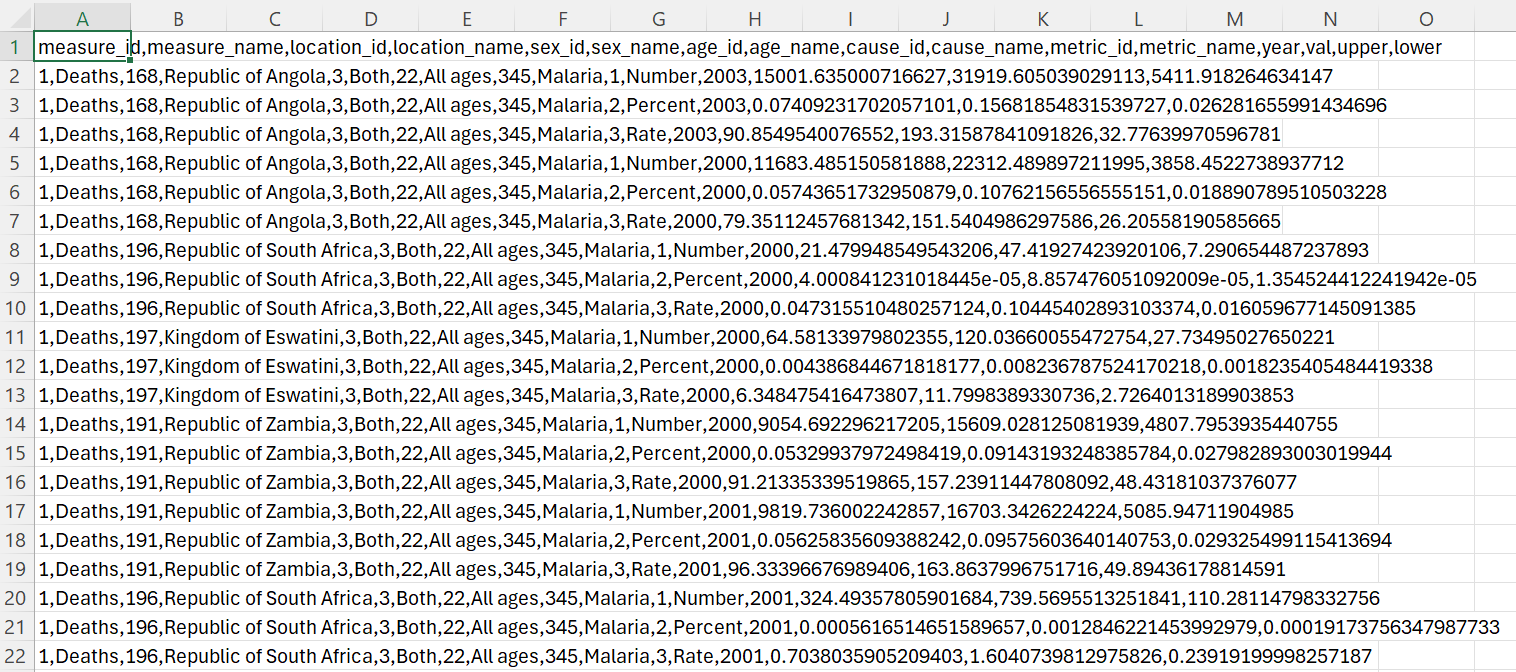 A B C D E F G H I J K L M N O
1 measure_id,measure_name,location_id,location_name,sex_id,sex_name,age_id,age_name,cause_id,cause_name,metric_id,metric_name,year,val,upper,lower
2 1,Deaths,168,Republic of Angola,3,Both,22,All ages,345,Malaria,1,Number,2003,15001.635000716627,31919.605039029113,5411.918264634147
3 1,Deaths,168,Republic of Angola,3,Both,22,All ages,345,Malaria,2,Percent,2003,0.07409231702057101,0.15681854831539727,0.026281655991434696
4 1,Deaths,168,Republic of Angola,3,Both,22,All ages,345,Malaria,3,Rate,2003,90.8549540076552,193.31587841091826,32.77639970596781
5 1,Deaths,168,Republic of Angola,3,Both,22,All ages,345,Malaria,1,Number,2000,11683.485150581888,22312.489897211995,3858.4522738937712
6 1,Deaths,168,Republic of Angola,3,Both,22,All ages,345,Malaria,2,Percent,2000,0.05743651732950879,0.10762156556555151,0.018890789510503228
7 1,Deaths,168,Republic of Angola,3,Both,22,All ages,345,Malaria,3,Rate,2000,79.35112457681342,151.5404986297586,26.20558190585665
8 1,Deaths,196,Republic of South Africa,3,Both,22,All ages,345,Malaria,1,Number,2000,21.479948549543206,47.41927423920106,7.290654487237893
9 1,Deaths,196,Republic of South Africa,3,Both,22,All ages,345,Malaria,2,Percent,2000,4.000841231018445e-05,8.857476051092009e-05,1.354524412241942e-05
10 1,Deaths,196,Republic of South Africa,3,Both,22,All ages,345,Malaria,3,Rate,2000,0.047315510480257124,0.10445402893103374,0.016059677145091385
11 1,Deaths,197,Kingdom of Eswatini,3,Both,22,All ages,345,Malaria,1,Number,2000,64.58133979802355,120.03660055472754,27.73495027650221
12 1,Deaths,197,Kingdom of Eswatini,3,Both,22,All ages,345,Malaria,2,Percent,2000,0.004386844671818177,0.008236787524170218,0.0018235405484419338
13 1,Deaths,197,Kingdom of Eswatini,3,Both,22,All ages,345,Malaria,3,Rate,2000,6.348475416473807,11.7998389330736,2.7264013189903853
14 1,Deaths,191,Republic of Zambia,3,Both,22,All ages,345,Malaria,1,Number,2000,9054.692296217205,15609.028125081939,4807.7953935440755
15 1,Deaths,191,Republic of Zambia,3,Both,22,All ages,345,Malaria,2,Percent,2000,0.05329937972498419,0.09143193248385784,0.027982893003019944
16 1,Deaths,191,Republic of Zambia,3,Both,22,All ages,345,Malaria,3,Rate,2000,91.21335339519865,157.23911447808092,48.43181037376077
17 1,Deaths,191,Republic of Zambia,3,Both,22,All ages,345,Malaria,1,Number,2001,9819.736002242857,16703.3426224224,5085.94711904985
18 1,Deaths,191,Republic of Zambia,3,Both,22,All ages,345,Malaria,2,Percent,2001,0.05625835609388242,0.09575603640140753,0.029325499115413694
19 1,Deaths,191,Republic of Zambia,3,Both,22,All ages,345,Malaria,3,Rate,2001,96.33396676989406,163.8637996751716,49.89436178814591
20 1,Deaths,196,Republic of South Africa,3,Both,22,All ages,345,Malaria,1,Number,2001,324.49357805901684,739.5695513251841,110.28114798332756
21 1,Deaths,196,Republic of South Africa,3,Both,22,All ages,345,Malaria,2,Percent,2001,0.0005616514651589657,0.0012846221453992979,0.00019173756347987733
22 1,Deaths,196,Republic of South Africa,3,Both,22,All ages,345,Malaria,3,Rate,2001,0.7038035905209403,1.6040739812975826,0.23919199998257187